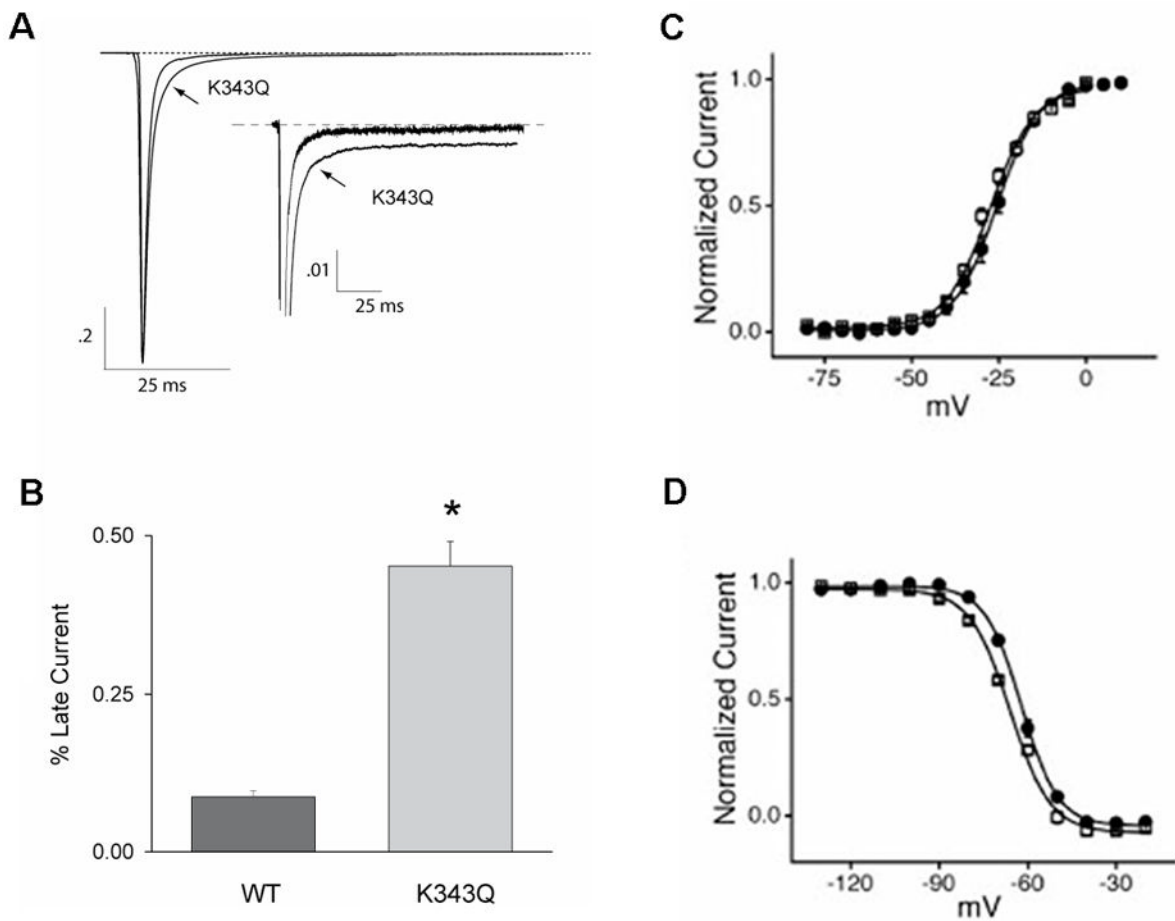 A
K343Q
K343Q
.01
25 ms
.2
25 ms
B
% Late Current
0.50
0.25
0.00
*
WT
K343Q
C
Normalized Current
1.0
0.5
0.0
-75
-50
-25
0
mV
D
Normalized Current
1.0
0.5
0.0
-120
-90
-60
-30
mV